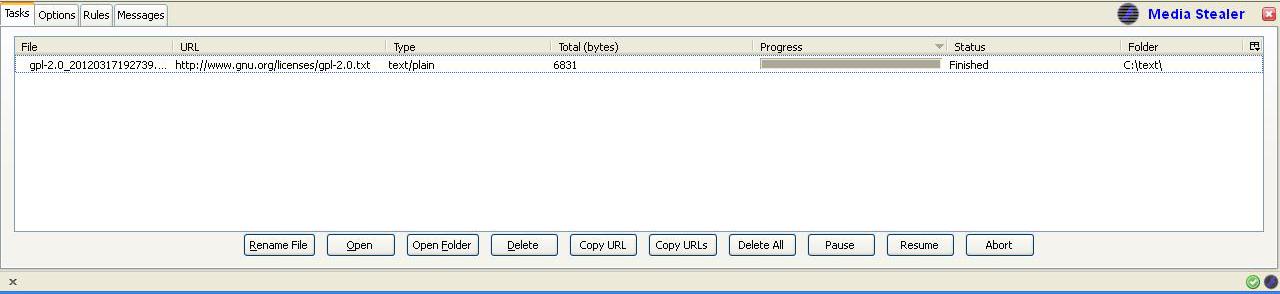 Tasks Options Rules Messages Media Stealer
File URL Type Total (bytes) Progress Status Folder
gpl-2.0_20120317192739.... http://www.gnu.org/licenses/gpl-2.0.txt text/plain 6831 Finished C:\text\
Rename File Open Open Folder Delete Copy URL Copy URLs Delete All Pause Resume Abort